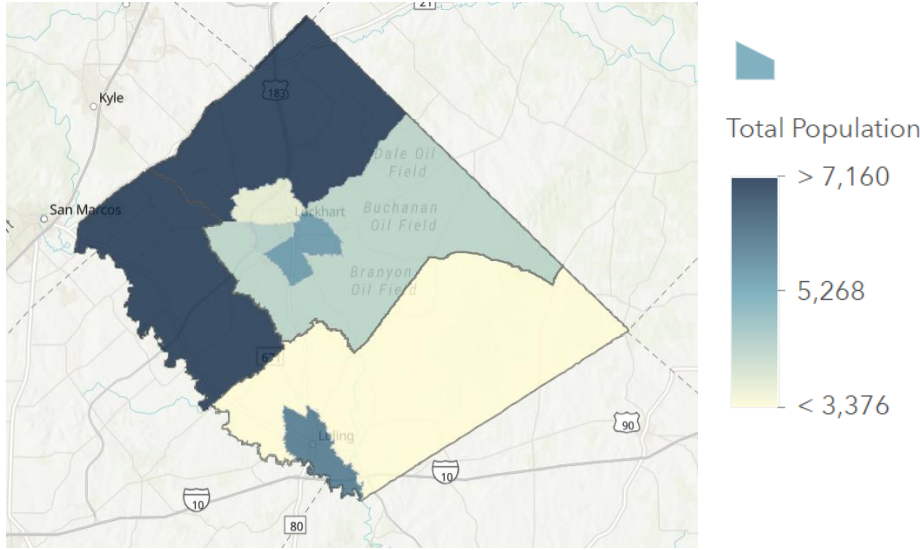 21
183
Kyle
Dale Oil
Field
San Marcos
Lockhart
Buchanan
Oil Field
Branyon
Oil Field
Luling
90
10
10
80
Total Population
> 7,160
5,268
< 3,376